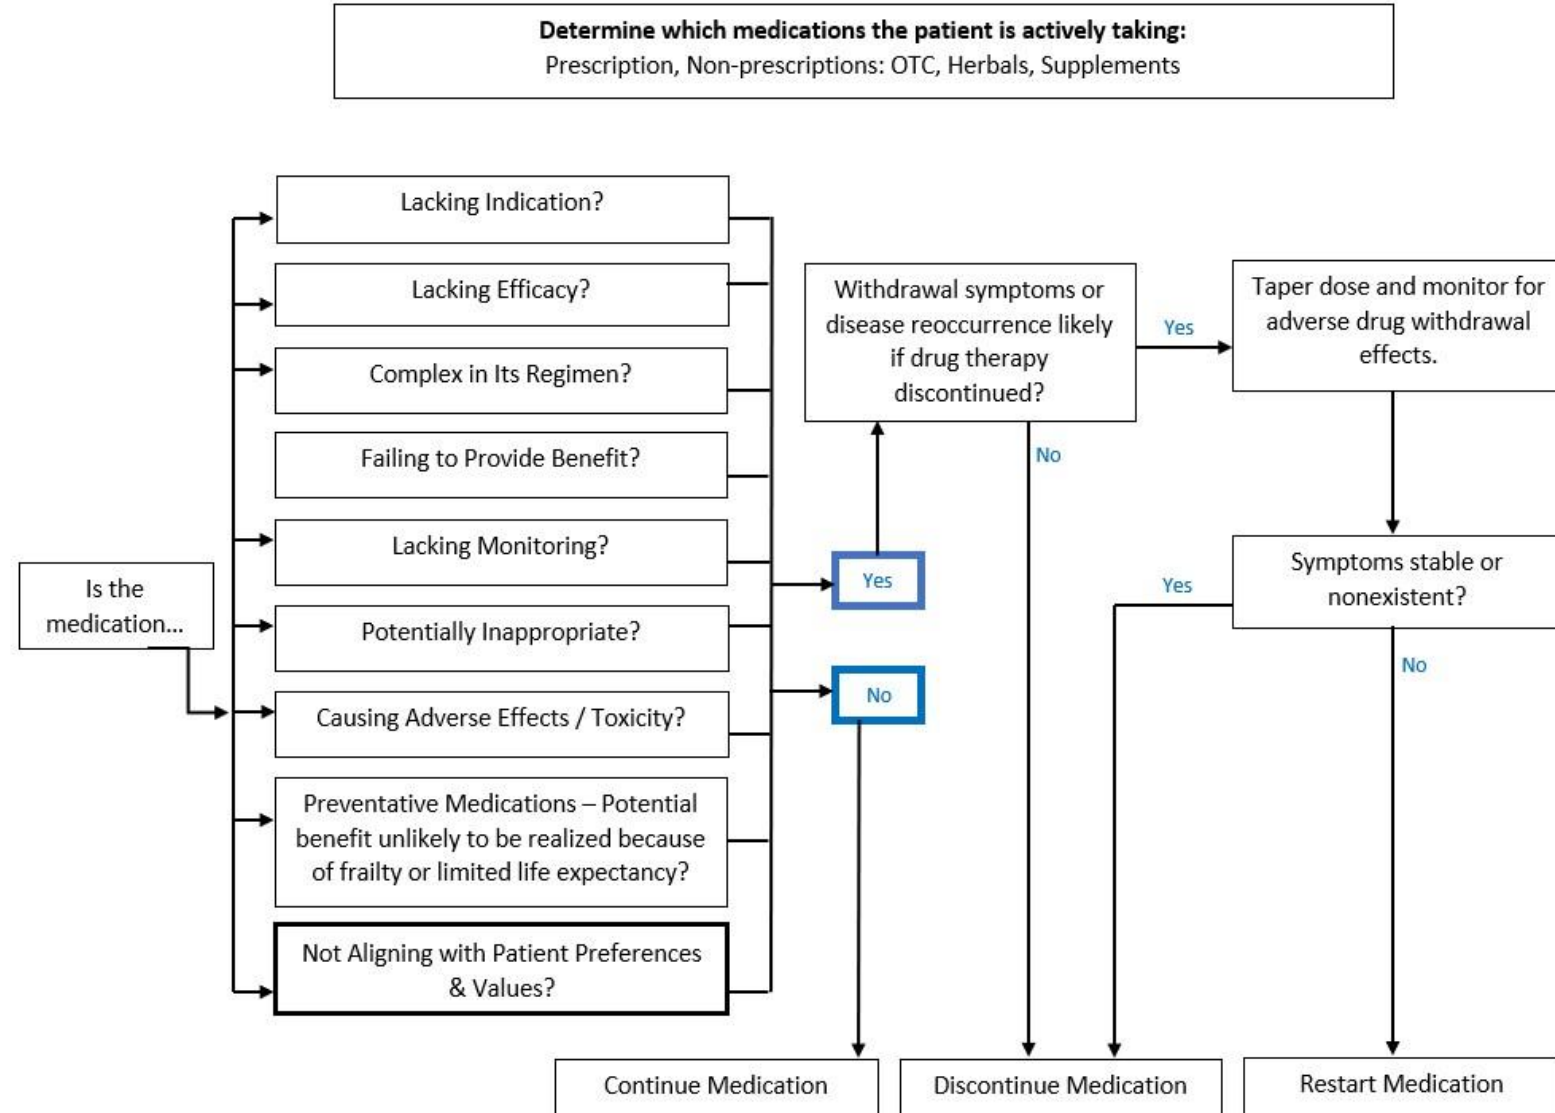 Determine which medications the patient is actively taking:
Prescription, Non-prescriptions: OTC, Herbals, Supplements
Is the
medication...
Lacking Indication?
Lacking Efficacy?
Complex in Its Regimen?
Failing to Provide Benefit?
Lacking Monitoring?
Potentially Inappropriate?
Causing Adverse Effects / Toxicity?
Preventative Medications – Potential
benefit unlikely to be realized because
of frailty or limited life expectancy?
Not Aligning with Patient Preferences
& Values?
Yes
No
Withdrawal symptoms or
disease reoccurrence likely
if drug therapy
discontinued?
Yes
No
Taper dose and monitor for
adverse drug withdrawal
effects.
Symptoms stable or
nonexistent?
Yes
No
Continue Medication
Discontinue Medication
Restart Medication